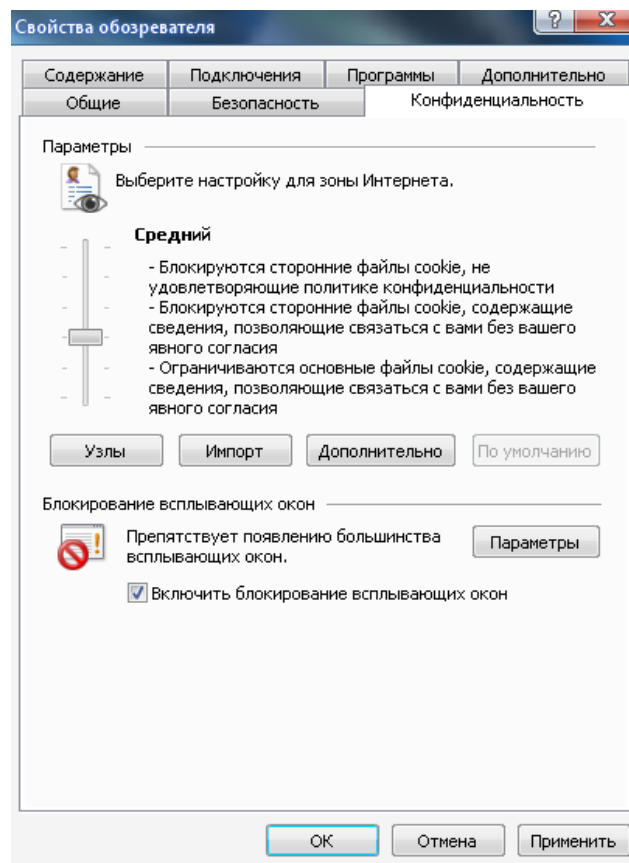 Свойства обозревателя
Содержание Подключения Программы Дополнительно
Общие Безопасность Конфиденциальность
Параметры
Выберите настройку для зоны Интернета.
Средний
- Блокируются сторонние файлы cookie, не
удовлетворяющие политике конфиденциальности
- Блокируются сторонние файлы cookie, содержащие
сведения, позволяющие связаться с вами без вашего
явного согласия
- Ограничиваются основные файлы cookie, содержащие
сведения, позволяющие связаться с вами без вашего
явного согласия
Узлы Импорт Дополнительно По умолчанию
Блокирование всплывающих окон
Препятствует появлению большинства
всплывающих окон.
Параметры
Включить блокирование всплывающих окон
ОК Отмена Применить